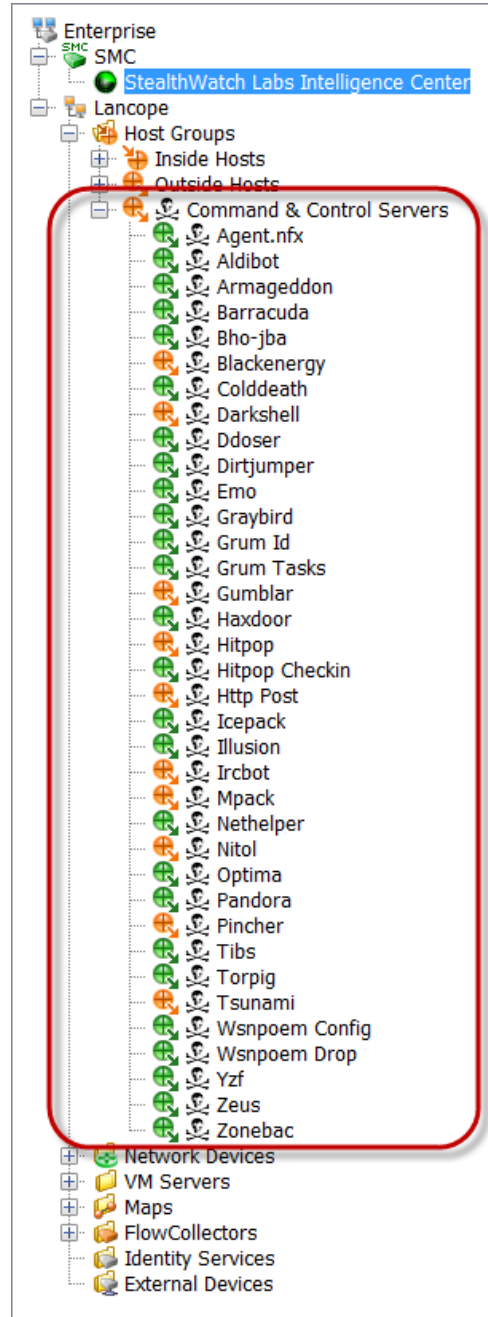 Enterprise
SMC SMC
StealthWatch Labs Intelligence Center
Lancope
Host Groups
Inside Hosts
Outside Hosts
Command & Control Servers
Agent.nfx
Aldibot
Armageddon
Barracuda
Bho-jba
Blackenergy
Colddeath
Darkshell
Ddoser
Dirtjumper
Emo
Graybird
Grum Id
Grum Tasks
Gumblar
Haxdoor
Hitpop
Hitpop Checkin
Http Post
Icepack
Illusion
Ircbot
Mpack
Nethelper
Nitol
Optima
Pandora
Pincher
Tibs
Torpig
Tsunami
Wsnpoem Config
Wsnpoem Drop
Yzf
Zeus
Zonebac
Network Devices
VM Servers
Maps
FlowCollectors
Identity Services
External Devices